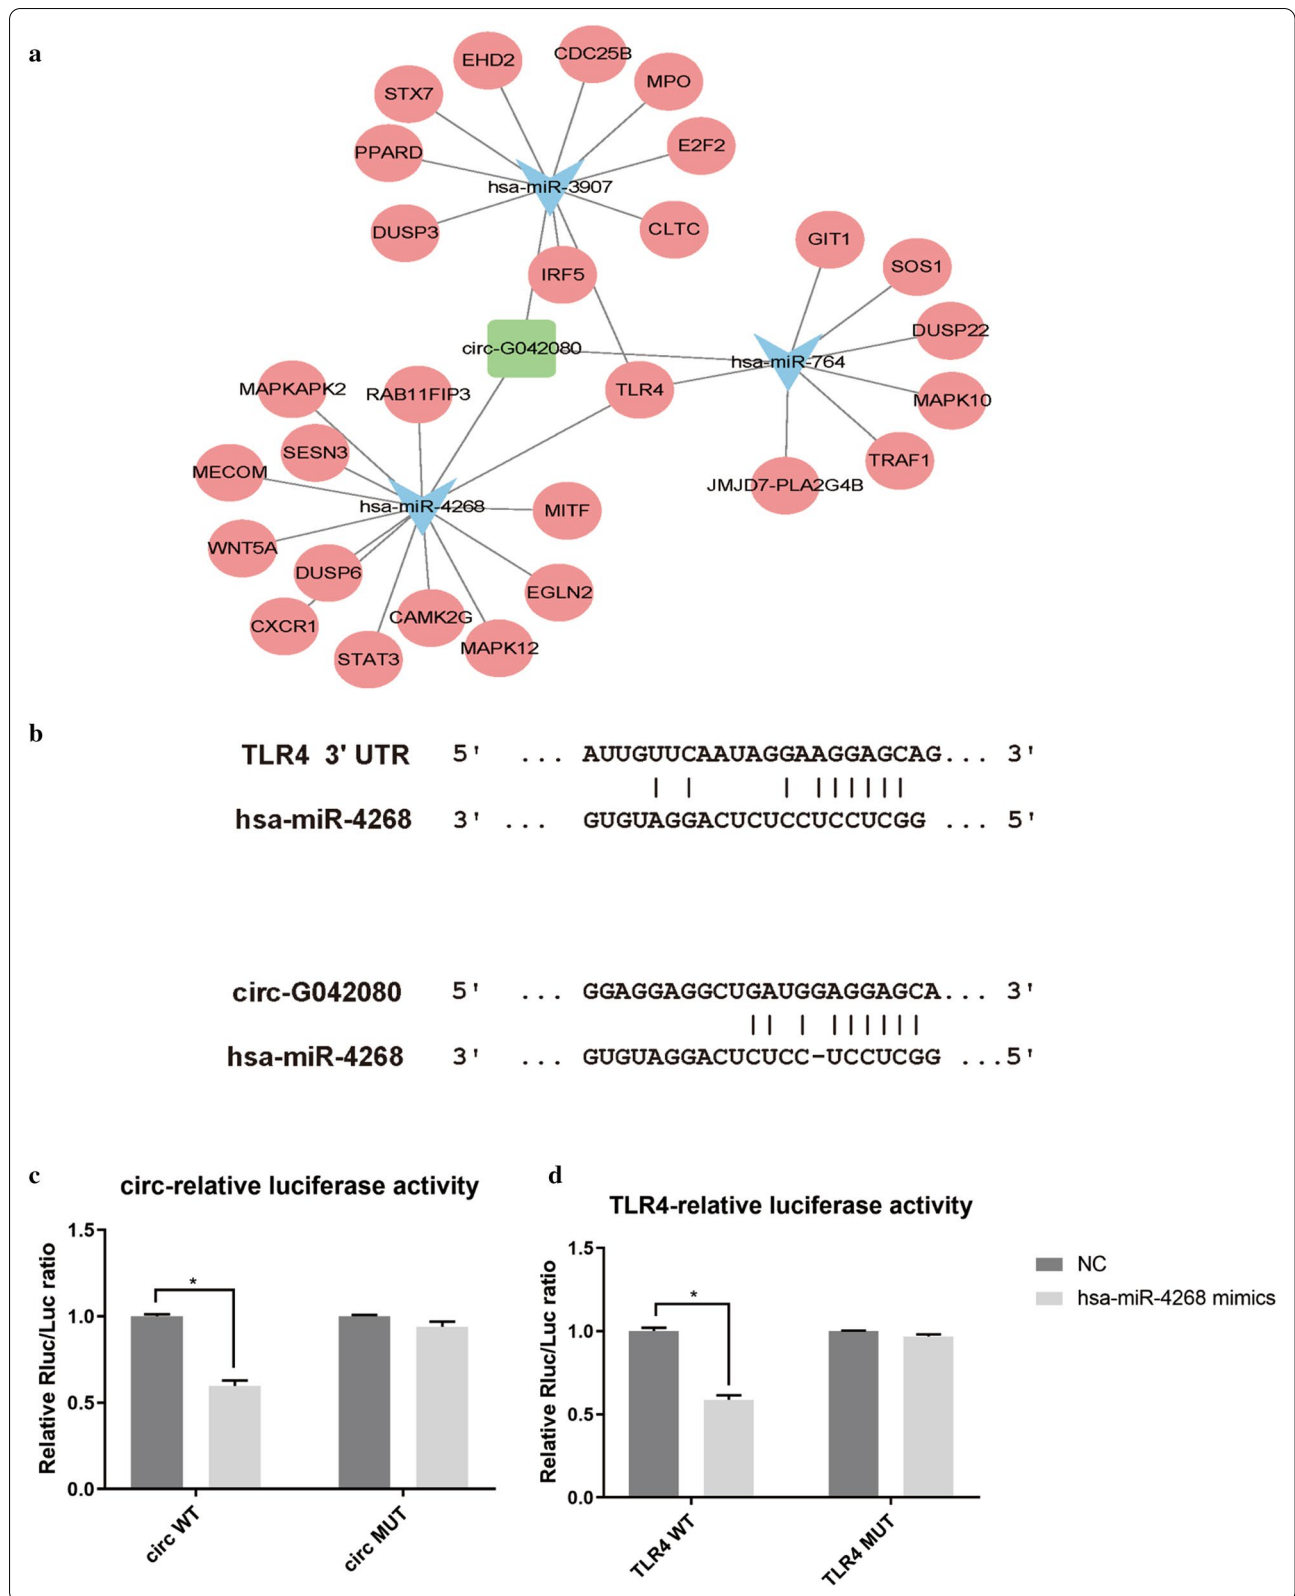 a
EHD2
CDC25B
MPO
STX7
PPARD
E2F2
hsa-miR-3907
DUSP3
CLTC
IRF5
GIT1
SOS1
DUSP22
circ-G042080
hsa-miR-764
MAPKAPK2
RAB11FIP3
TLR4
MAPK10
SESN3
MECOM
TRAF1
JMJD7-PLA2G4B
hsa-miR-4268
MITF
WNT5A
DUSP6
EGLN2
CXCR1
CAMK2G
STAT3
MAPK12
b
TLR4 3' UTR 5' ... AUUGUUCAAUAGGAAGGAGCAG... 3'
hsa-miR-4268 3' ... GUGUAGGACUCUCCUCCUCGG ... 5'
circ-G042080 5' ... GGAGGAGGCUGAUGGAGGAGCA... 3'
hsa-miR-4268 3' ... GUGUAGGACUCUCC-UCCUCGG ...5'
c
circ-relative luciferase activity
Relative Rluc/Luc ratio
1.5
1.0
0.5
0.0
*
circ WT
circ MUT
d
TLR4-relative luciferase activity
Relative Rluc/Luc ratio
1.5
1.0
0.5
0.0
*
TLR4 WT
TLR4 MUT
NC
hsa-miR-4268 mimics